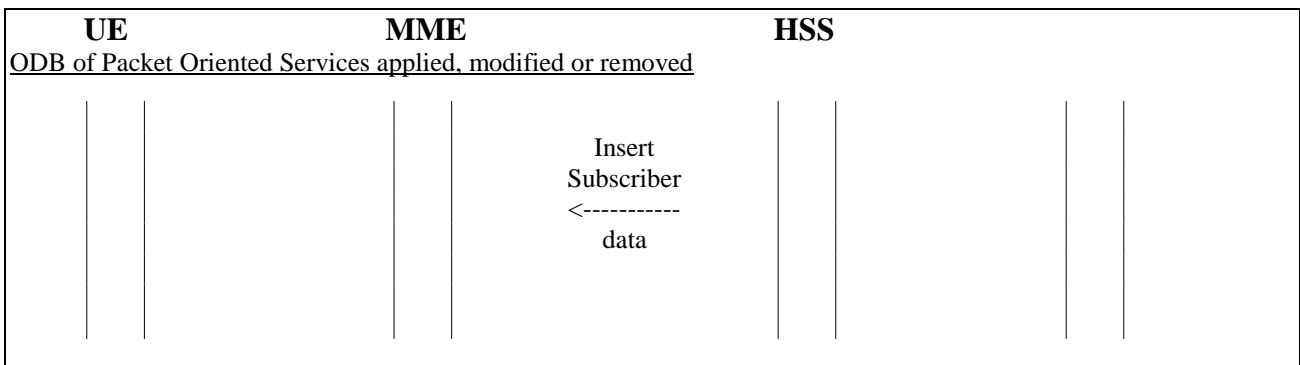 UE MME HSS
ODB of Packet Oriented Services applied, modified or removed
Insert
Subscriber
<-----------
data